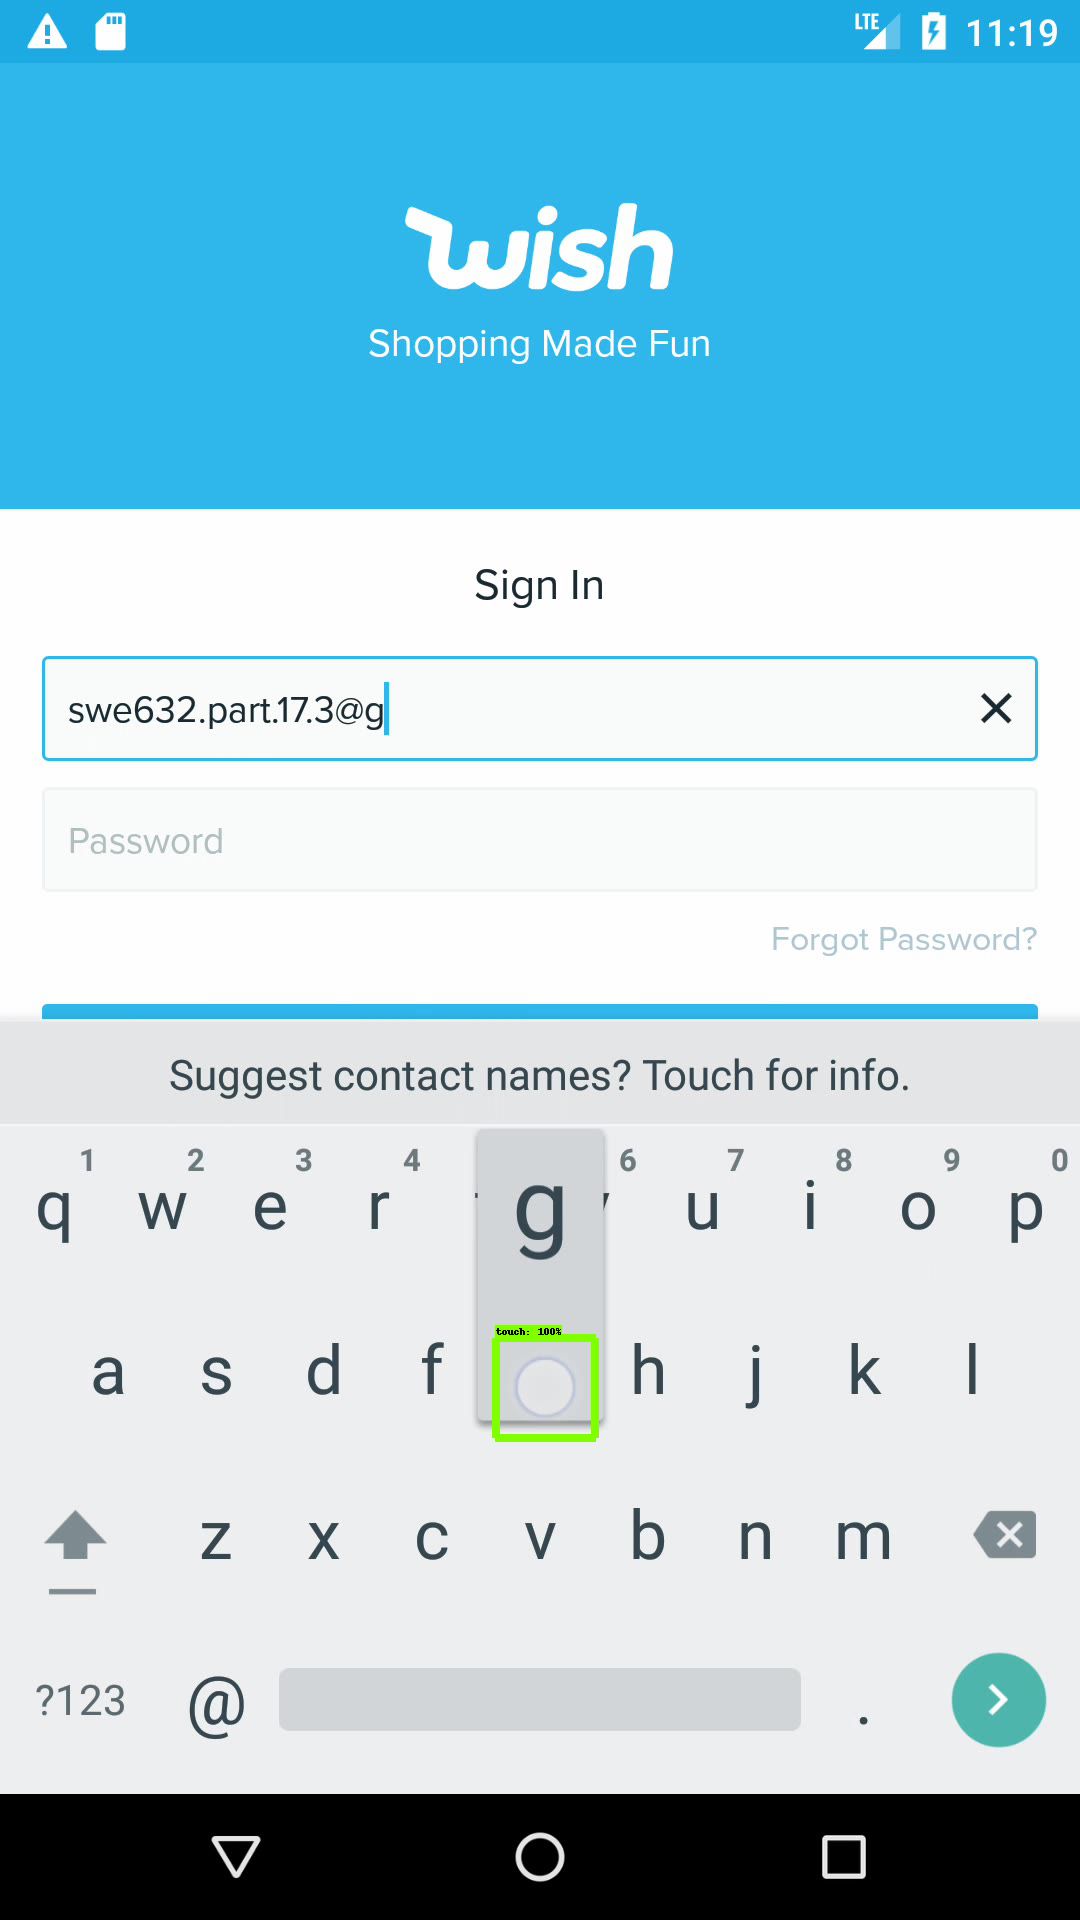 LTE 11:19
wish
Shopping Made Fun
Sign In
swe632.part.17.3@g
Password
Forgot Password?
Suggest contact names? Touch for info.
1 2 3 4 6 7 8 9 0
q w e r g u i o p
touch: 100%
a s d f h j k l
z x c v b n m
?123 @ .